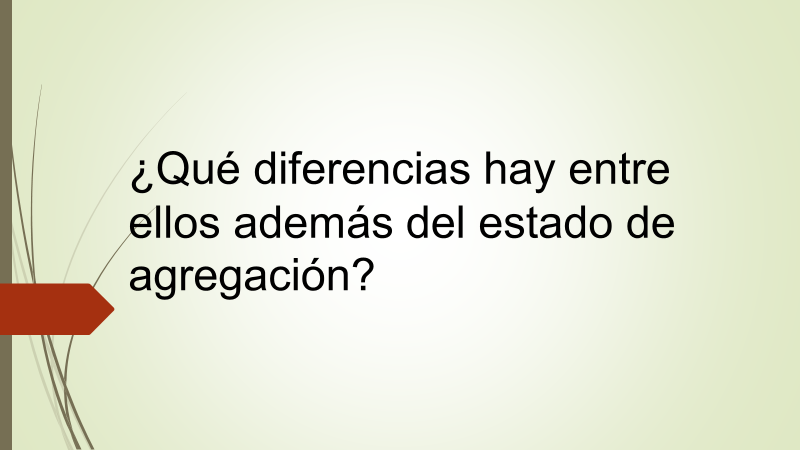 ¿Qué diferencias hay entre
ellos además del estado de
agregación?